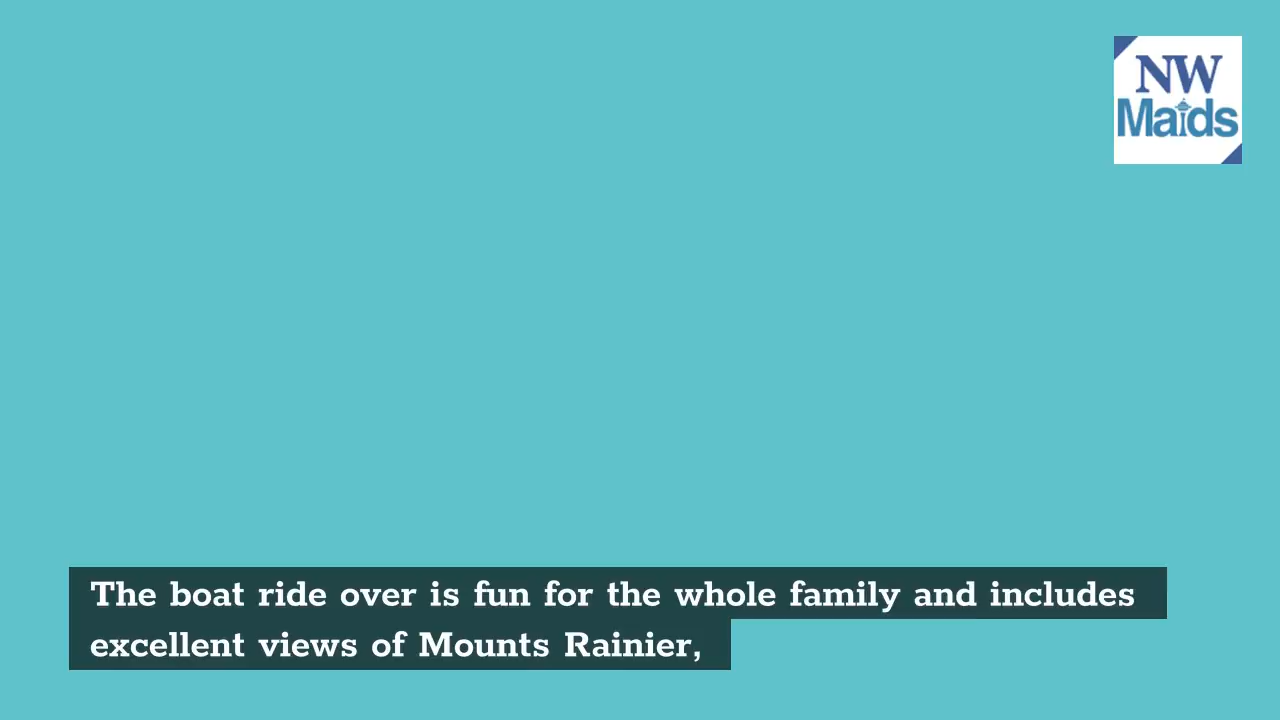 NW
Maids
The boat ride over is fun for the whole family and includes
excellent views of Mounts Rainier,